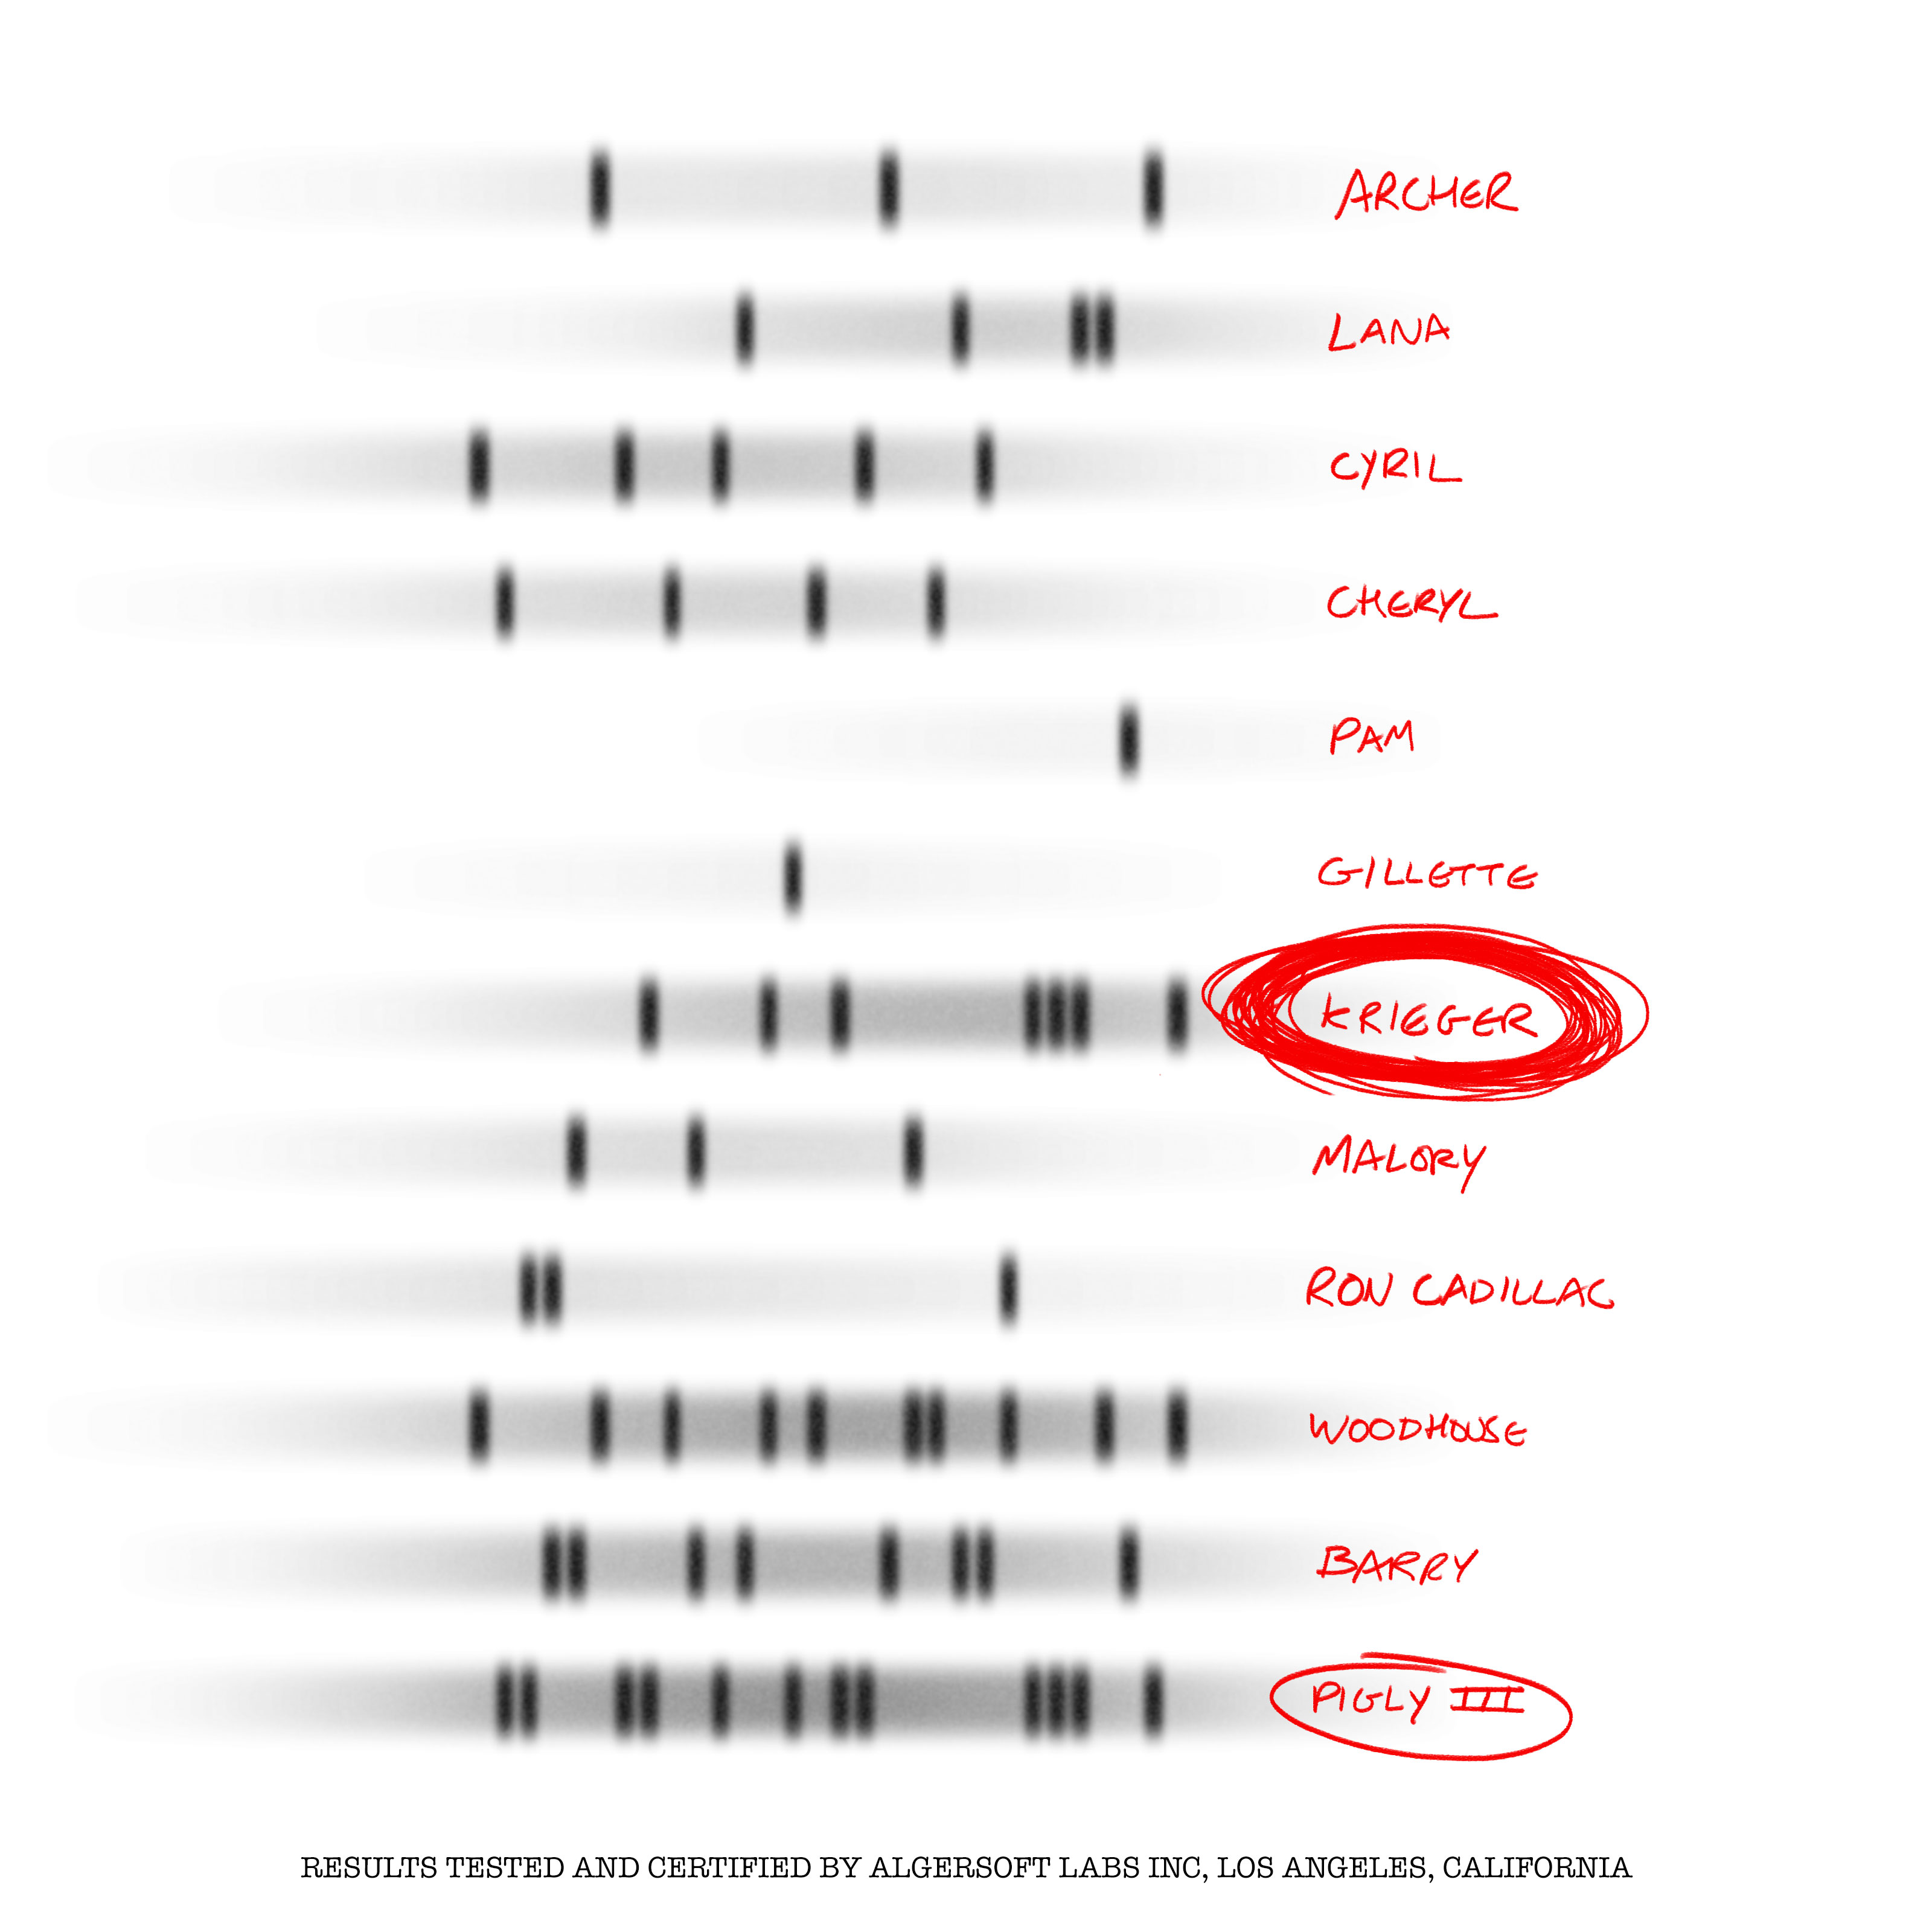 ARCHER
LANA
CYRIL
CHERYL
PAM
GILLETTE
KRIEGER
MALORY
RON CADILLAC
WOODHOUSE
BARRY
PIGLY III
RESULTS TESTED AND CERTIFIED BY ALGERSOFT LABS INC, LOS ANGELES, CALIFORNIA